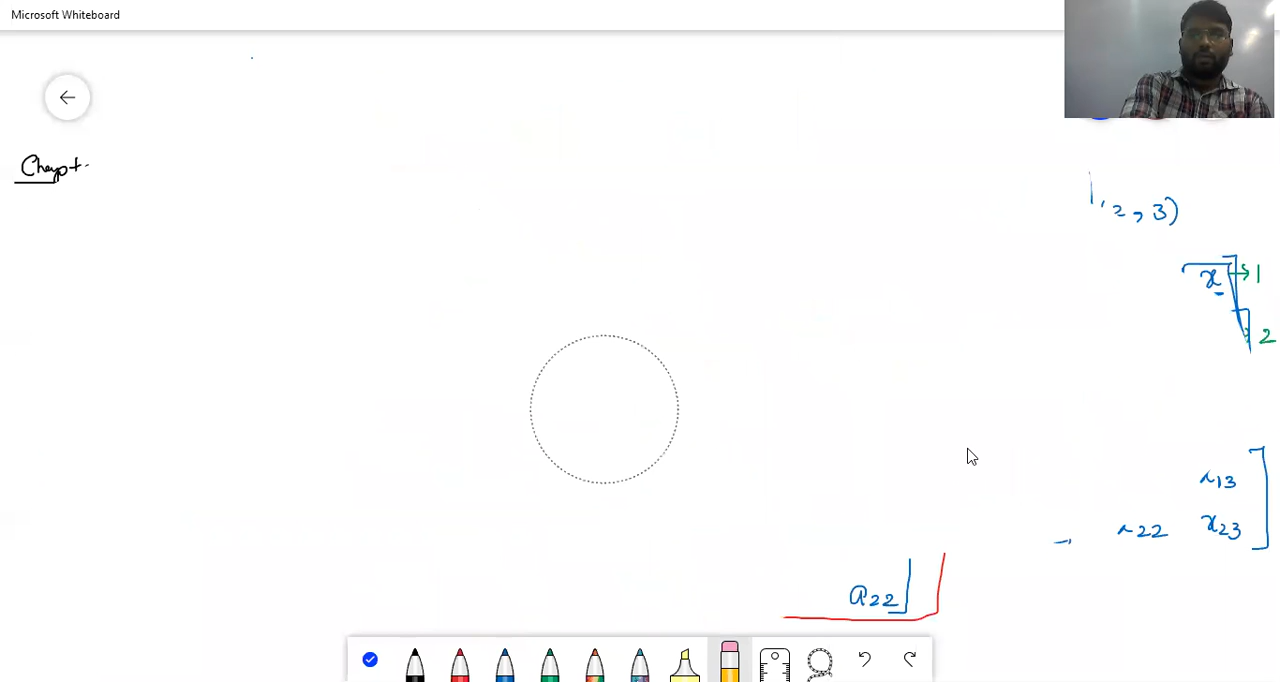 Microsoft Whiteboard
Chapt
1, 2, 3)
x → 1
2
x13
x22 x23
a22